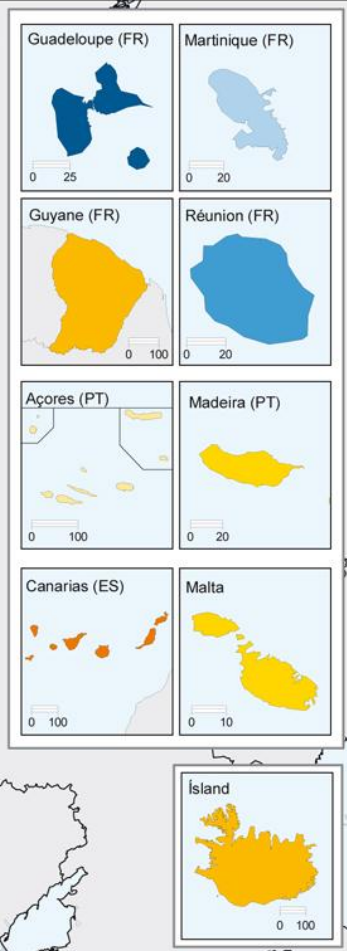 Guadeloupe (FR)
0 25
Martinique (FR)
0 20
Guyane (FR)
0 100
Réunion (FR)
0 20
Açores (PT)
0 100
Madeira (PT)
0 20
Canarias (ES)
0 100
Malta
0 10
Ísland
0 100